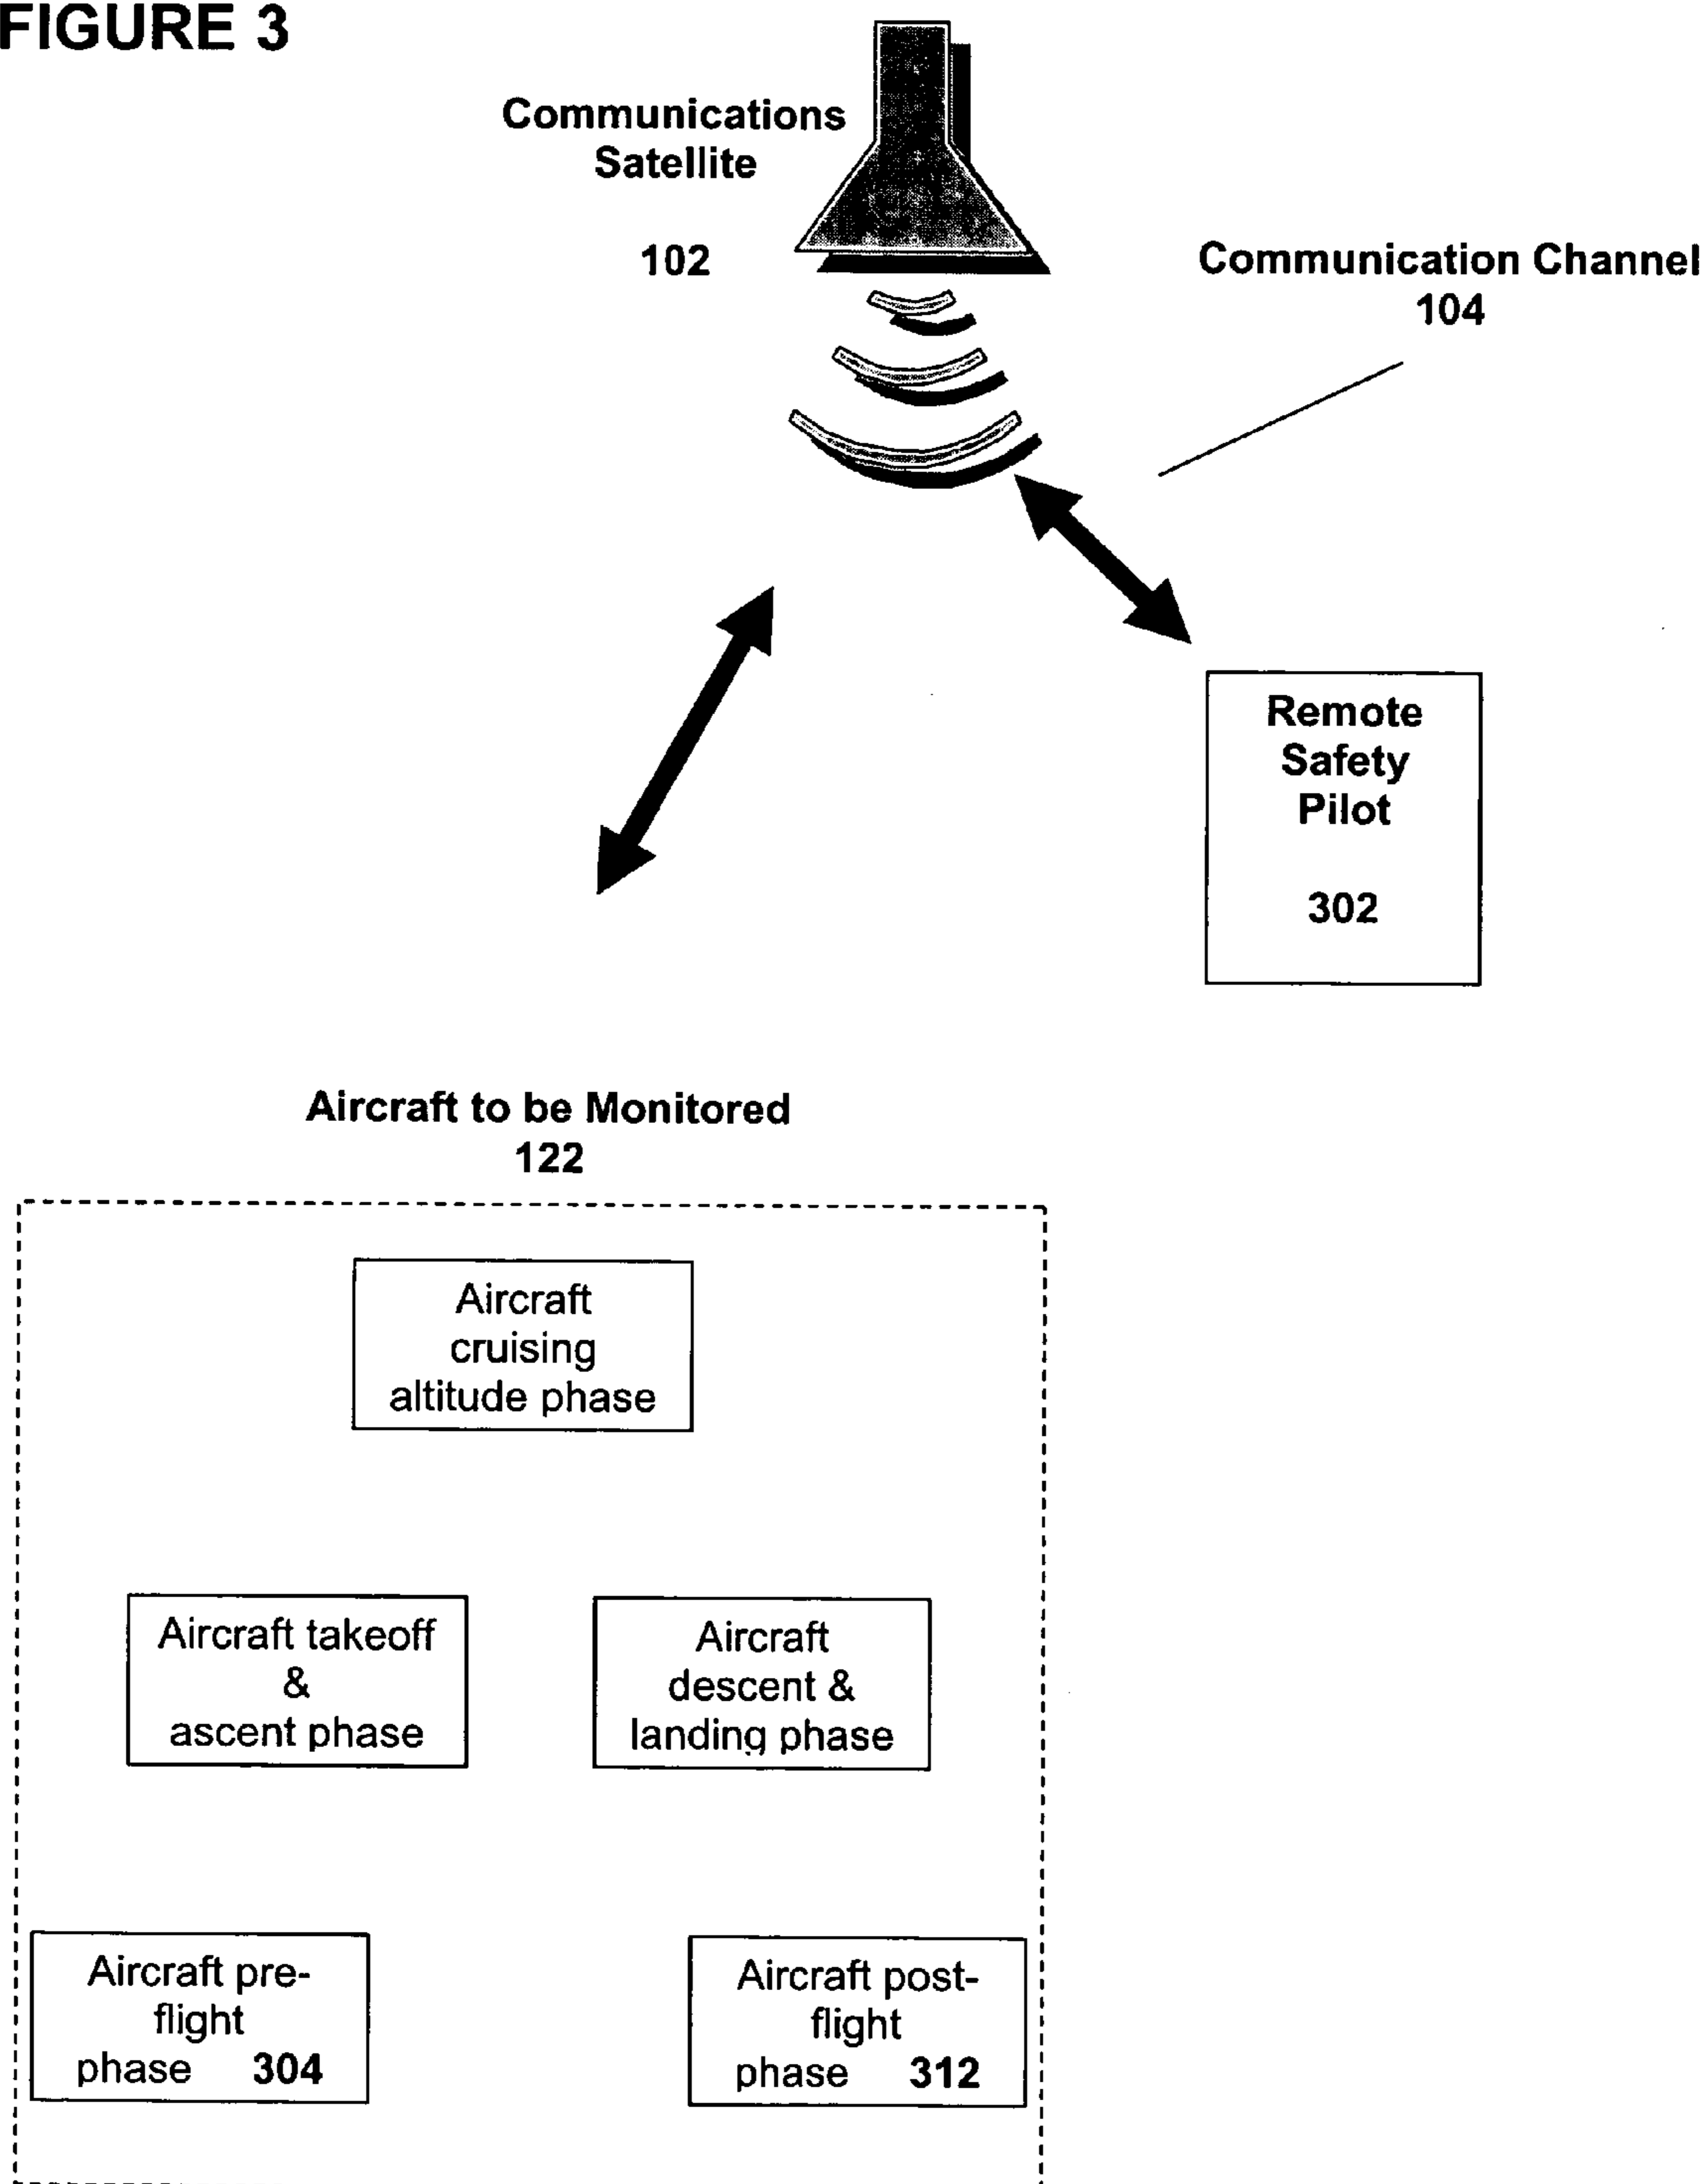 FIGURE 3
Communications
Satellite
102
Communication Channel
104
Remote
Safety
Pilot
302
Aircraft to be Monitored
122
Aircraft
cruising
altitude phase
Aircraft takeoff
&
ascent phase
Aircraft
descent &
landing phase
Aircraft pre-
flight
phase 304
Aircraft post-
flight
phase 312